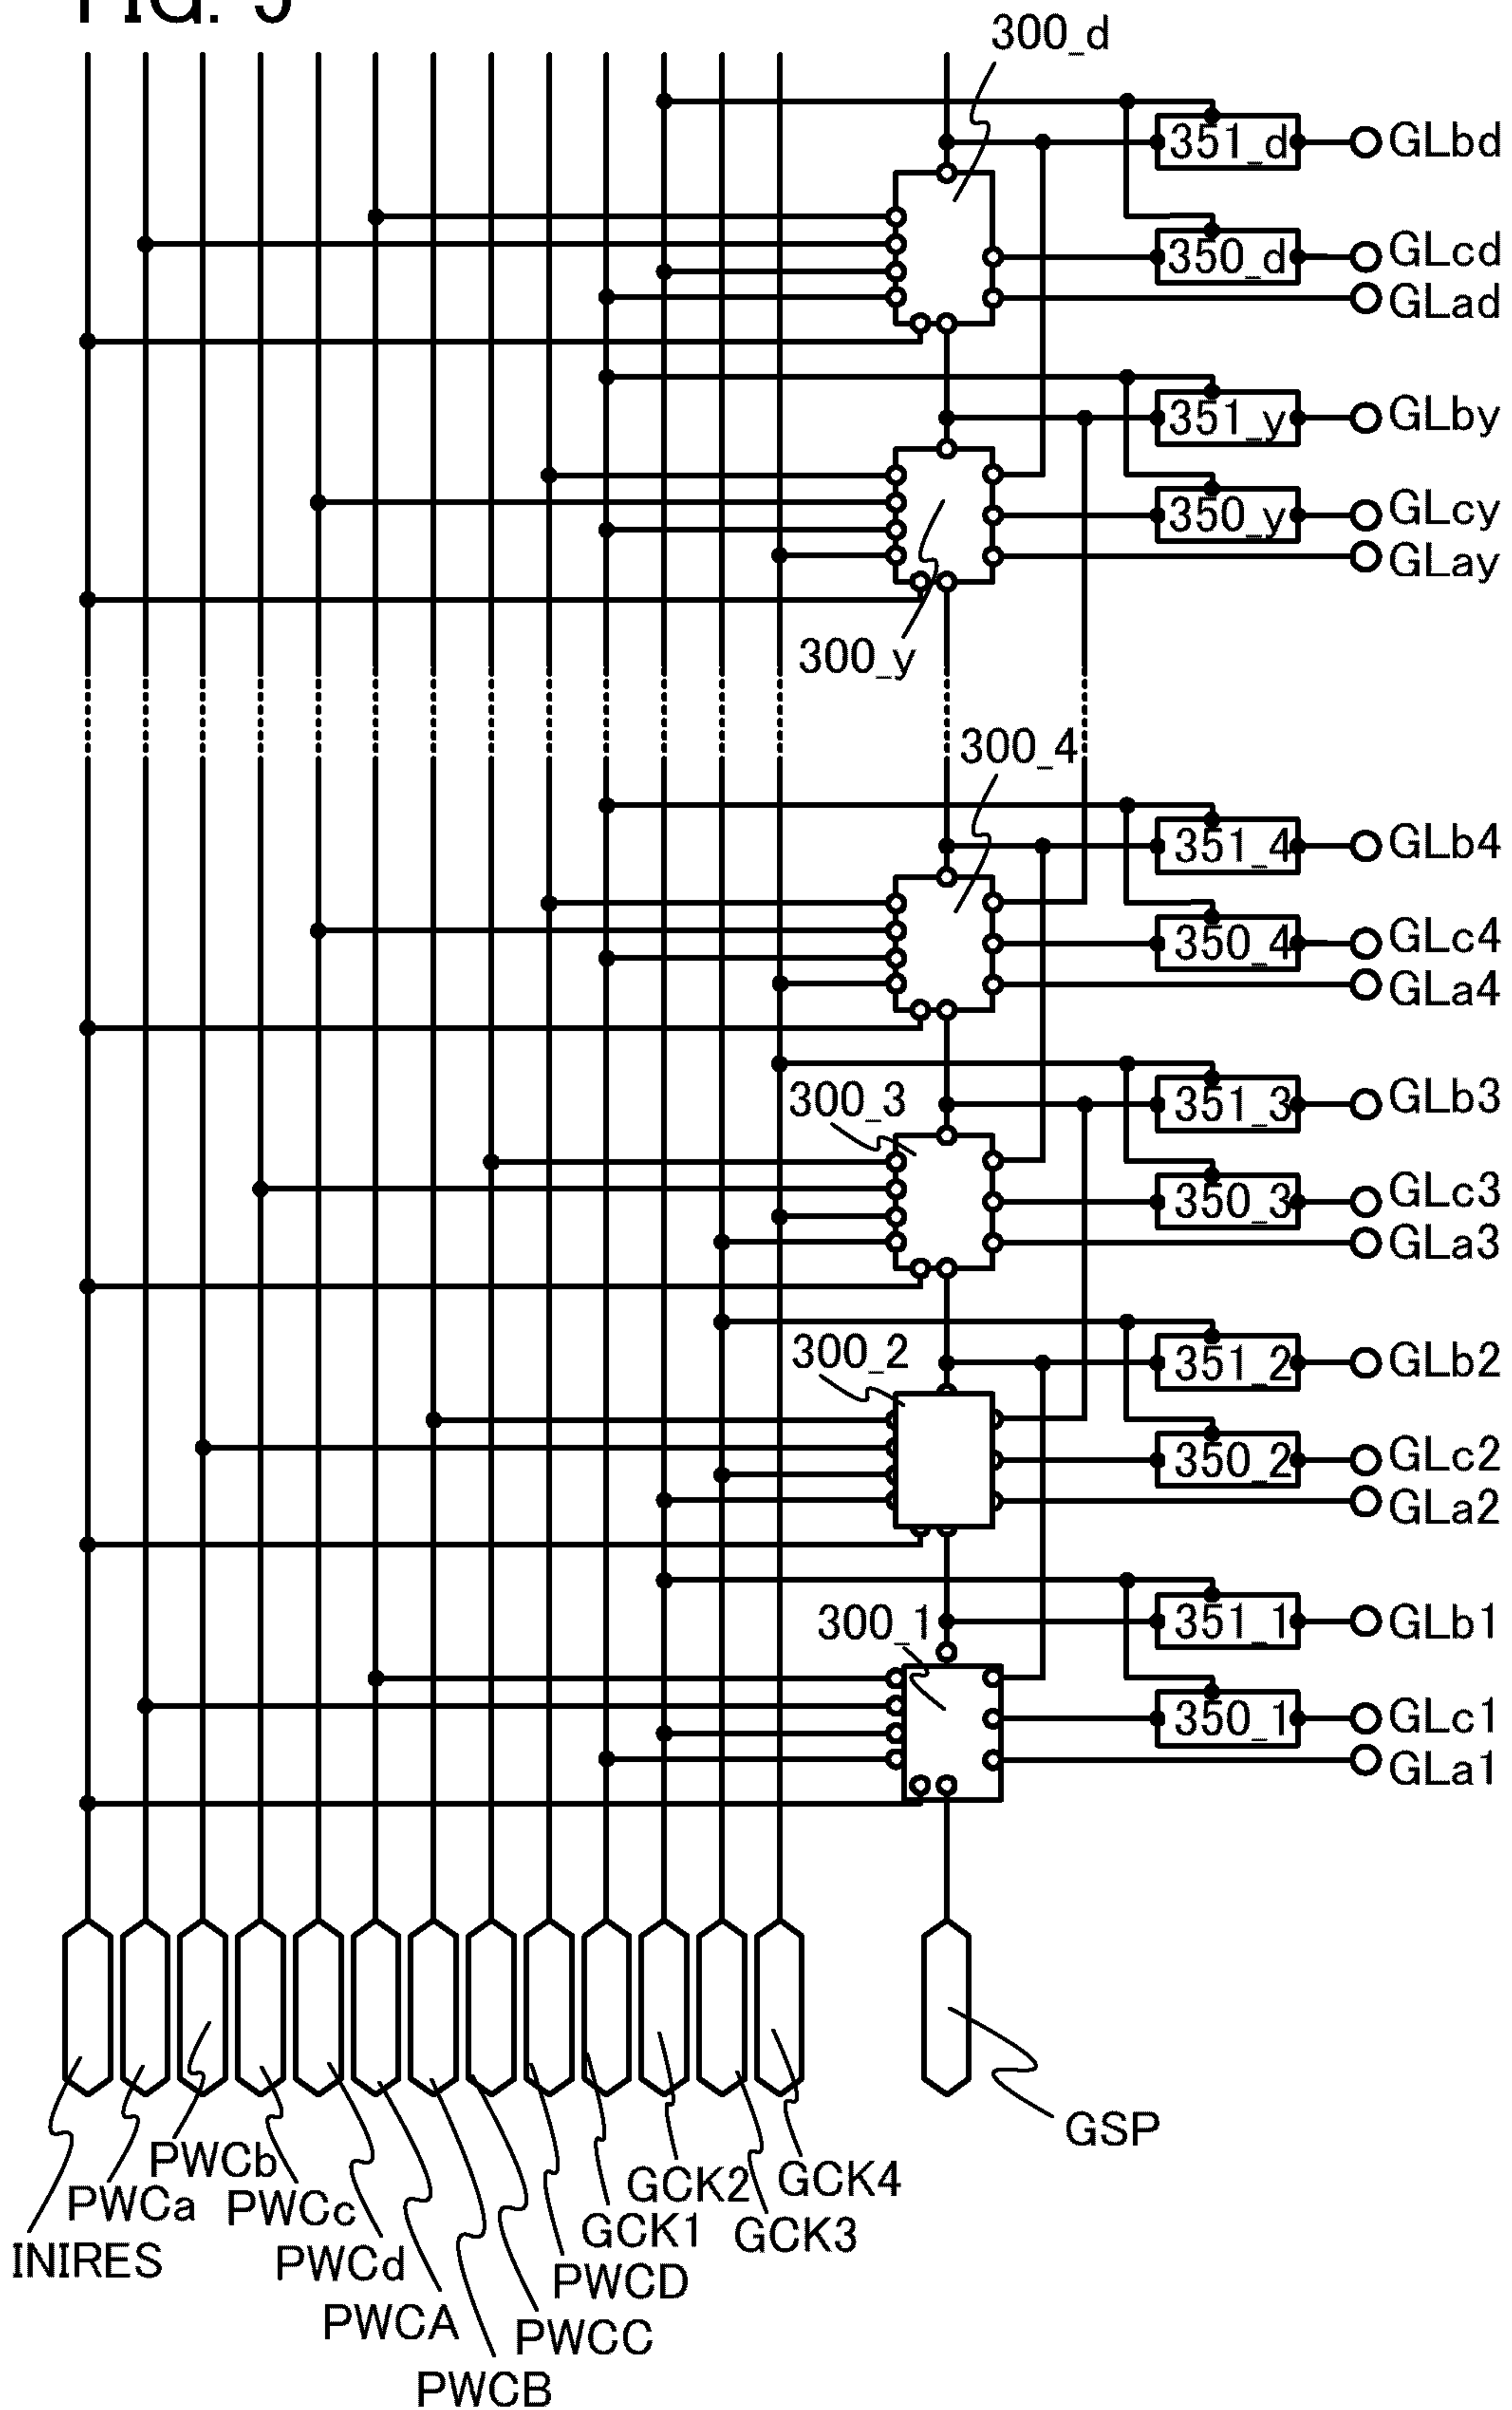 300_d
351_d
GLbd
350_d
GLcd
GLad
351_y
GLby
350_y
GLcy
GLay
300_y
300_4
351_4
GLb4
350_4
GLc4
GLa4
300_3
351_3
GLb3
350_3
GLc3
GLa3
300_2
351_2
GLb2
350_2
GLc2
GLa2
300_1
351_1
GLb1
350_1
GLc1
GLa1
GSP
PWCb
GCK2
GCK4
PWCa
PWCc
GCK1
GCK3
INIRES
PWCd
PWCD
PWCA
PWCC
PWCB